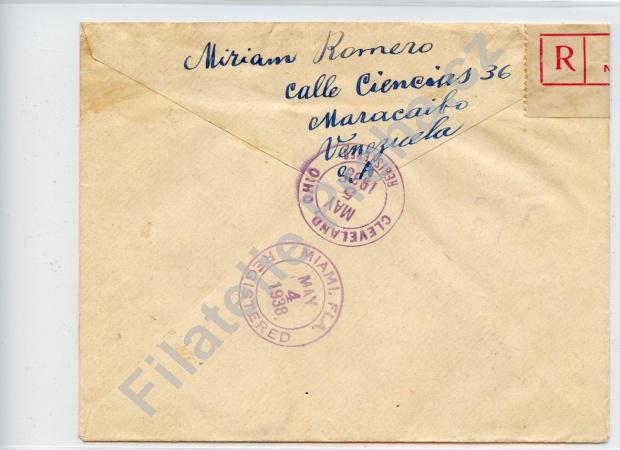 Miriam Romero
calle Ciencias 36
Maracaibo
Venezuela
S A
R
N
CLEVELAND OHIO
REGISTERED
MAY
5
1938
MIAMI, FLA.
MAY
4
1938.
REGISTERED